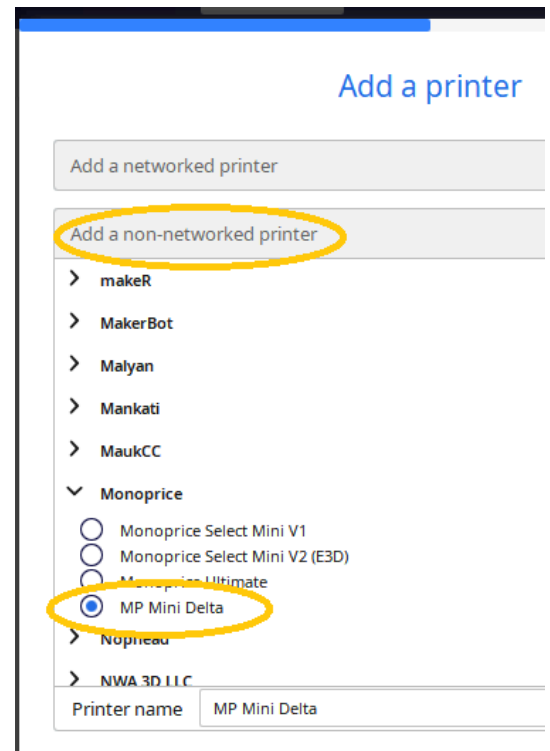 Add a printer
Add a networked printer
Add a non-networked printer
makeR
MakerBot
Malyan
Mankati
MaukCC
Monoprice
Monoprice Select Mini V1
Monoprice Select Mini V2 (E3D)
Monoprice Ultimate
MP Mini Delta
Nophead
NWA 3D LLC
Printer name MP Mini Delta